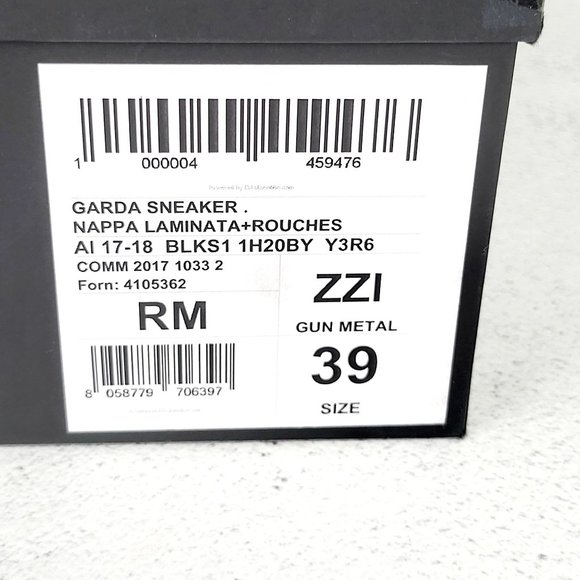 1 000004 459476
GARDA SNEAKER .
NAPPA LAMINATA+ROUCHES
AI 17-18 BLKS1 1H20BY Y3R6
COMM 2017 1033 2
Forn: 4105362
RM
8 058779 706397
ZZI
GUN METAL
39
SIZE